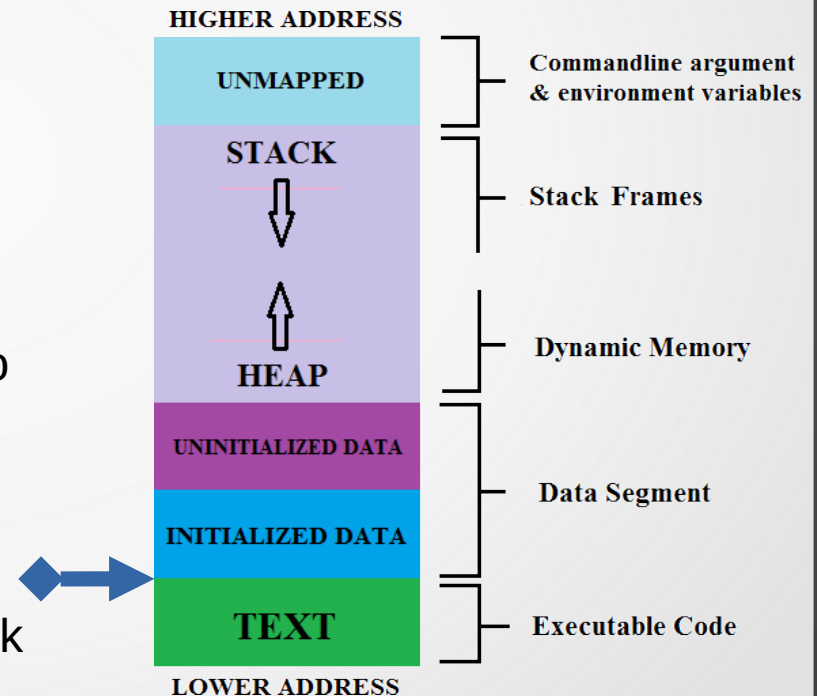 HIGHER ADDRESS
UNMAPPED
Commandline argument
& environment variables
STACK
Stack Frames
Dynamic Memory
HEAP
UNINITIALIZED DATA
Data Segment
INITIALIZED DATA
TEXT
Executable Code
LOWER ADDRESS